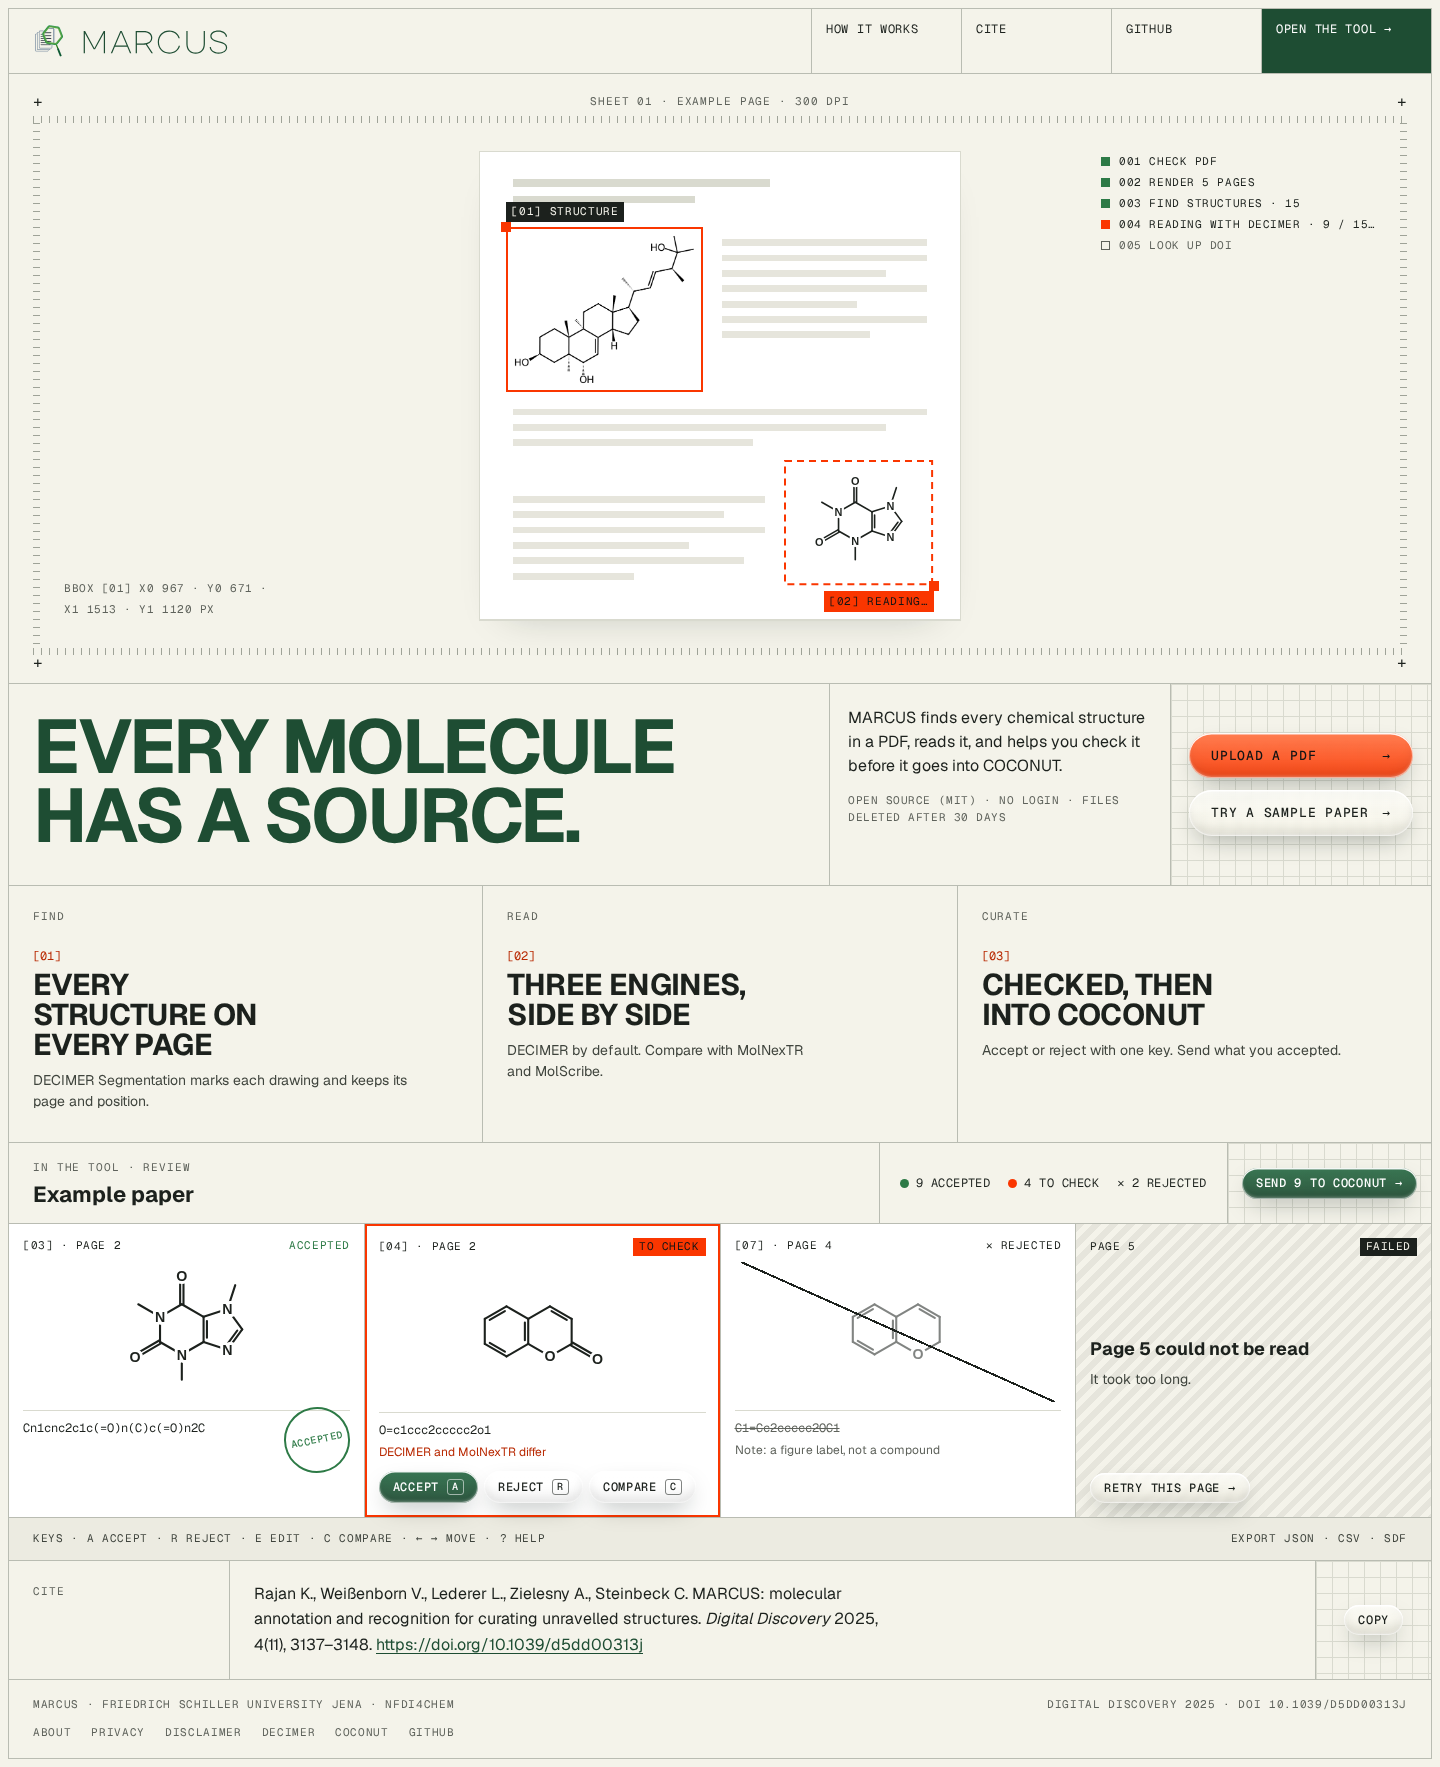 MARCUS
HOW IT WORKS
CITE
GITHUB
OPEN THE TOOL →
SHEET 01 · EXAMPLE PAGE · 300 DPI
001 CHECK PDF
002 RENDER 5 PAGES
003 FIND STRUCTURES · 15
004 READING WITH DECIMER · 9 / 15…
005 LOOK UP DOI
[01] STRUCTURE
HO
H
HO
OH
O
N
N
O
N
N
[02] READING…
BBOX [01] X0 967 · Y0 671 ·
X1 1513 · Y1 1120 PX
EVERY MOLECULE
HAS A SOURCE.
MARCUS finds every chemical structure
in a PDF, reads it, and helps you check it
before it goes into COCONUT.
OPEN SOURCE (MIT) · NO LOGIN · FILES
DELETED AFTER 30 DAYS
UPLOAD A PDF →
TRY A SAMPLE PAPER →
FIND
[01]
EVERY
STRUCTURE ON
EVERY PAGE
DECIMER Segmentation marks each drawing and keeps its
page and position.
READ
[02]
THREE ENGINES,
SIDE BY SIDE
DECIMER by default. Compare with MolNexTR
and MolScribe.
CURATE
[03]
CHECKED, THEN
INTO COCONUT
Accept or reject with one key. Send what you accepted.
IN THE TOOL · REVIEW
Example paper
9 ACCEPTED
4 TO CHECK
× 2 REJECTED
SEND 9 TO COCONUT →
[03] · PAGE 2
ACCEPTED
O
N
N
O
N
N
Cn1cnc2c1c(=O)n(C)c(=O)n2C
ACCEPTED
[04] · PAGE 2
TO CHECK
O
O
O=c1ccc2ccccc2o1
DECIMER and MolNexTR differ
ACCEPT A
REJECT R
COMPARE C
[07] · PAGE 4
× REJECTED
O
C1=Cc2ccccc2OC1
Note: a figure label, not a compound
PAGE 5
FAILED
Page 5 could not be read
It took too long.
RETRY THIS PAGE →
KEYS · A ACCEPT · R REJECT · E EDIT · C COMPARE · ← → MOVE · ? HELP
EXPORT JSON · CSV · SDF
CITE
Rajan K., Weißenborn V., Lederer L., Zielesny A., Steinbeck C. MARCUS: molecular
annotation and recognition for curating unravelled structures. Digital Discovery 2025,
4(11), 3137–3148. https://doi.org/10.1039/d5dd00313j
COPY
MARCUS · FRIEDRICH SCHILLER UNIVERSITY JENA · NFDI4CHEM
DIGITAL DISCOVERY 2025 · DOI 10.1039/D5DD00313J
ABOUT
PRIVACY
DISCLAIMER
DECIMER
COCONUT
GITHUB